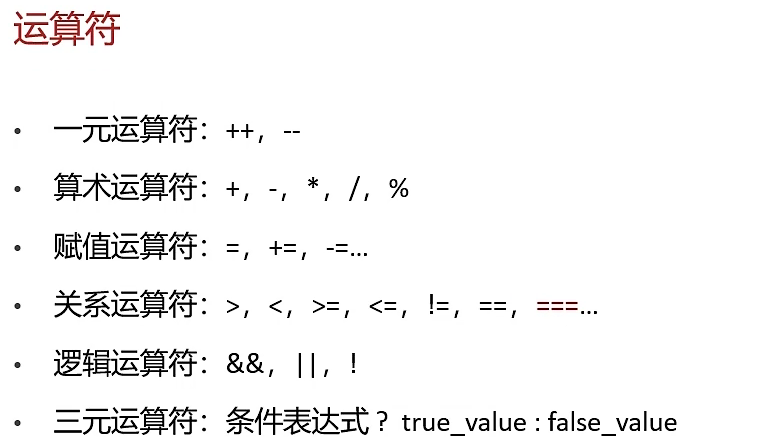 运算符
• 一元运算符：++，--
• 算术运算符：+，-，*，/，%
• 赋值运算符：=，+=，-=...
• 关系运算符：>，<，>=，<=，!=，==，===...
• 逻辑运算符：&&，||，!
• 三元运算符：条件表达式？true_value : false_value